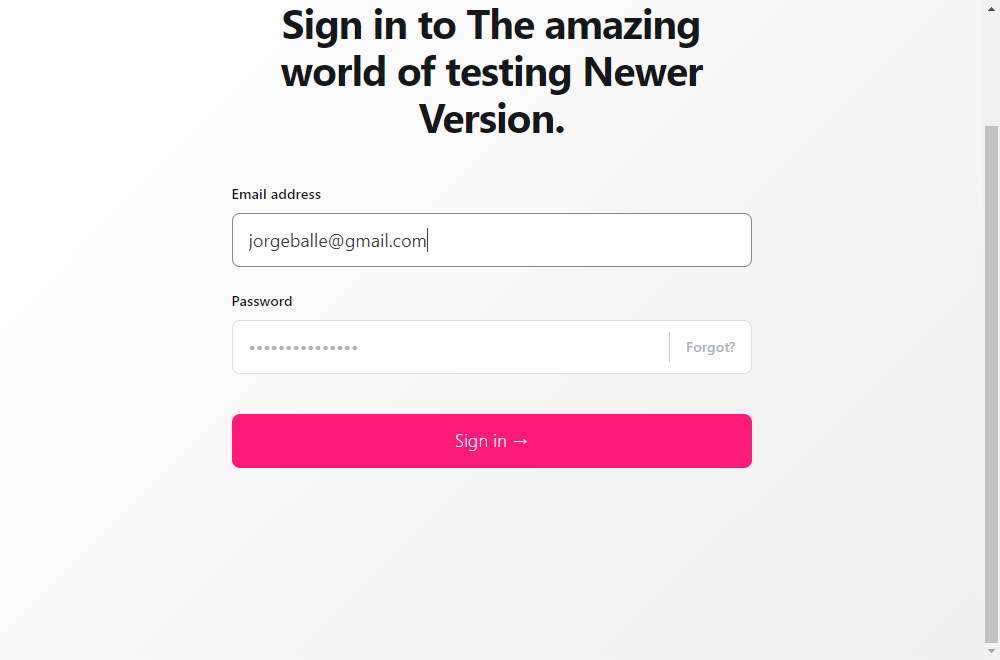 Sign in to The amazing
world of testing Newer
Version.
Email address
jorgeballe@gmail.com
Password
•••••••••••••••
Forgot?
Sign in →